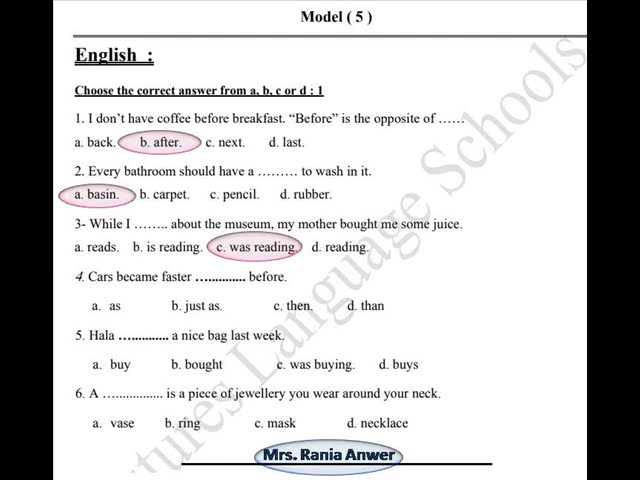 Model ( 5 )
English :
Choose the correct answer from a, b, c or d : 1
1. I don't have coffee before breakfast. “Before” is the opposite of ……
a. back. b. after. c. next. d. last.
2. Every bathroom should have a ……… to wash in it.
a. basin. b. carpet. c. pencil. d. rubber.
3- While I …….. about the museum, my mother bought me some juice.
a. reads. b. is reading. c. was reading. d. reading.
4. Cars became faster ….......... before.
a. as b. just as. c. then. d. than
5. Hala ….......... a nice bag last week.
a. buy b. bought c. was buying. d. buys
6. A …............ is a piece of jewellery you wear around your neck.
a. vase b. ring c. mask d. necklace
Mrs. Rania Anwer
tures Language Schools